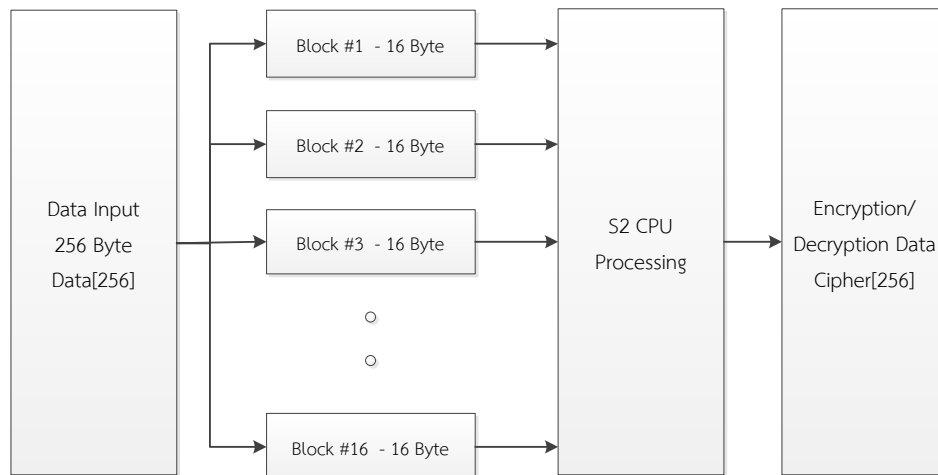 Data Input
256 Byte
Data[256]
Block #1 - 16 Byte
Block #2 - 16 Byte
Block #3 - 16 Byte
Block #16 - 16 Byte
S2 CPU
Processing
Encryption/
Decryption Data
Cipher[256]